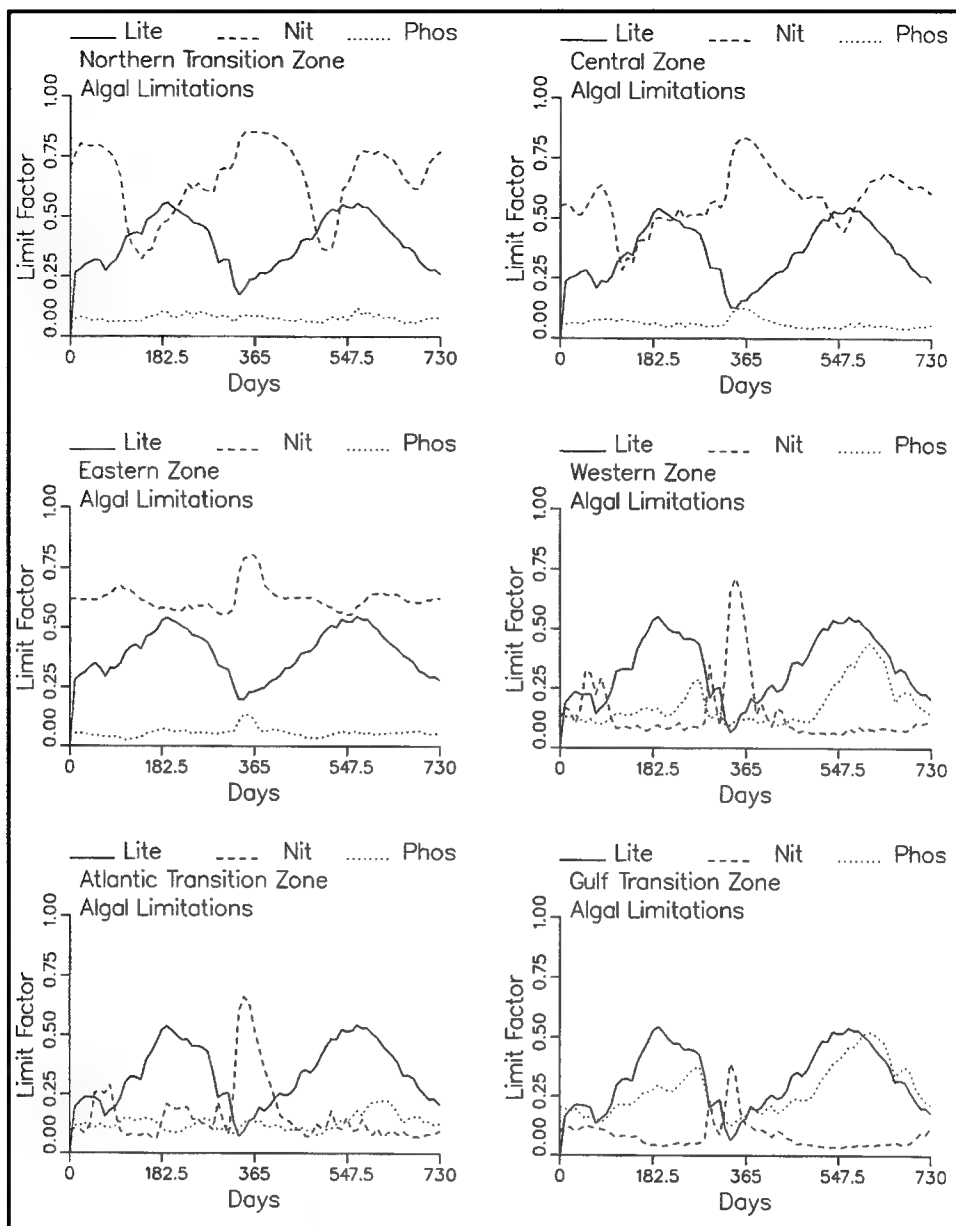 Lite Nit Phos
Northern Transition Zone
Algal Limitations
Limit Factor
1.00
0.75
0.50
0.25
0.00
0 182.5 365 547.5 730
Days
Lite Nit Phos
Central Zone
Algal Limitations
Limit Factor
1.00
0.75
0.50
0.25
0.00
0 182.5 365 547.5 730
Days
Lite Nit Phos
Eastern Zone
Algal Limitations
Limit Factor
1.00
0.75
0.50
0.25
0.00
0 182.5 365 547.5 730
Days
Lite Nit Phos
Western Zone
Algal Limitations
Limit Factor
1.00
0.75
0.50
0.25
0.00
0 182.5 365 547.5 730
Days
Lite Nit Phos
Atlantic Transition Zone
Algal Limitations
Limit Factor
1.00
0.75
0.50
0.25
0.00
0 182.5 365 547.5 730
Days
Lite Nit Phos
Gulf Transition Zone
Algal Limitations
Limit Factor
1.00
0.75
0.50
0.25
0.00
0 182.5 365 547.5 730
Days